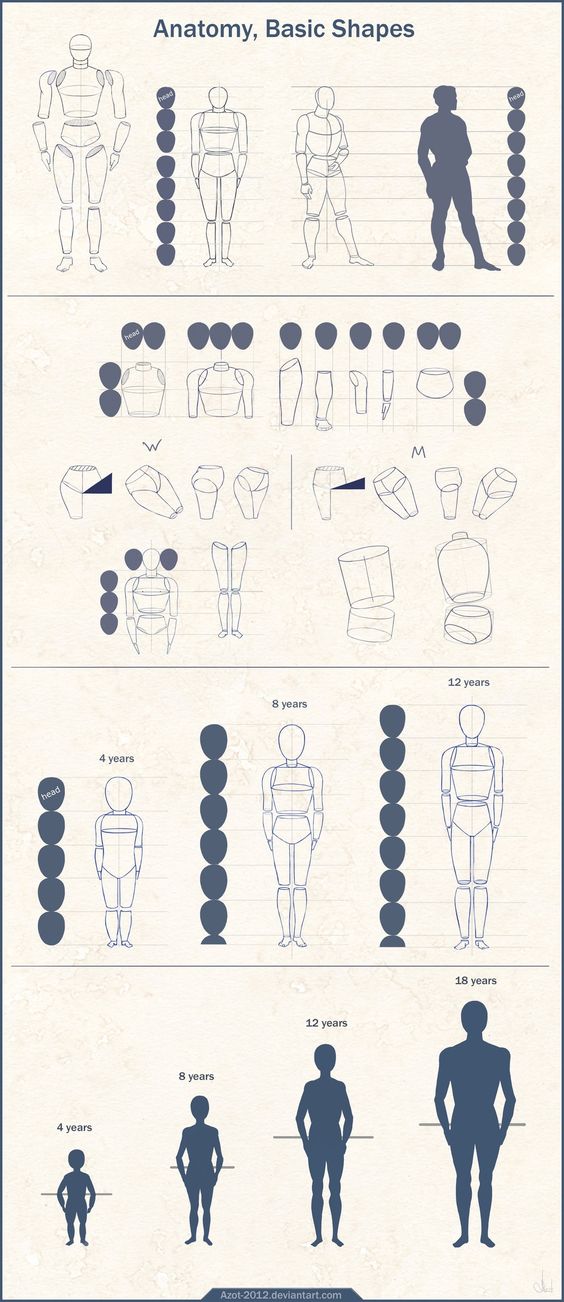 Anatomy, Basic Shapes
head
head
head
W
M
12 years
8 years
4 years
head
18 years
12 years
8 years
4 years
Azot-2012.deviantart.com